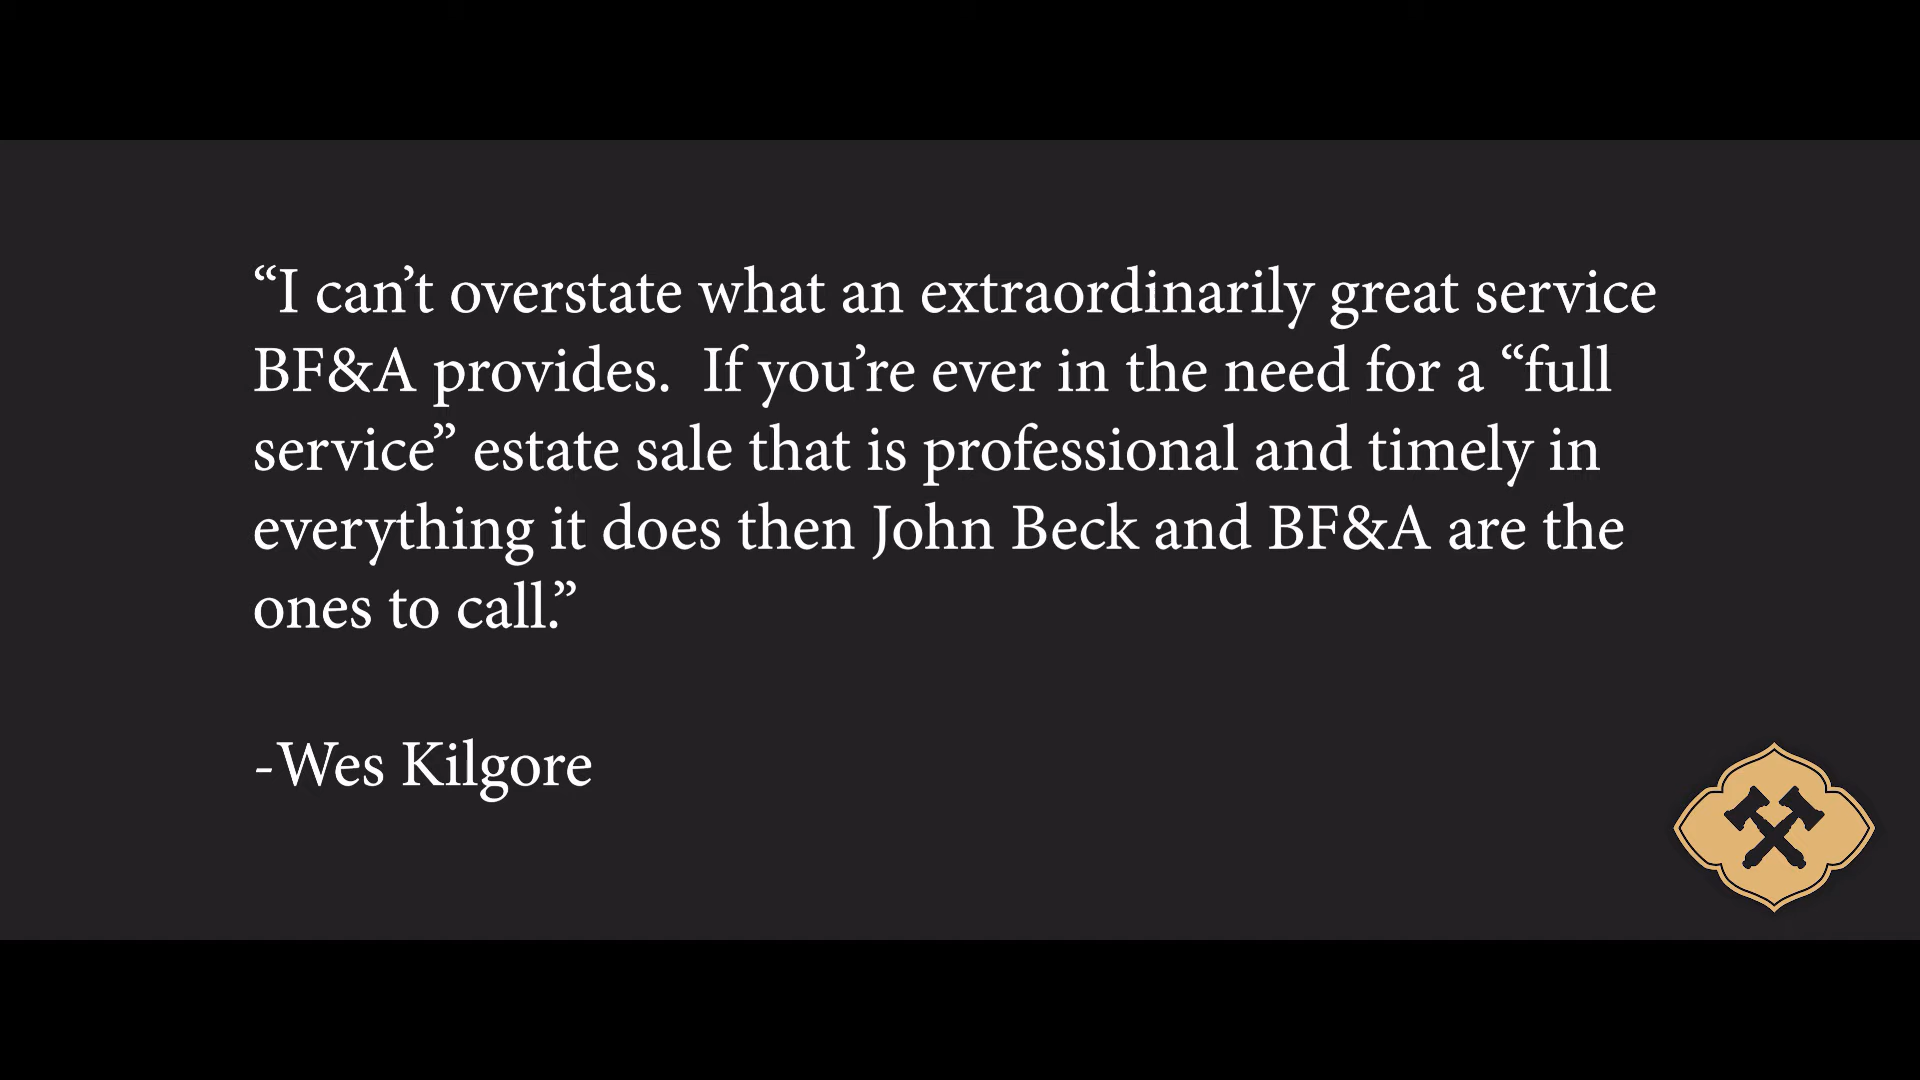 “I can’t overstate what an extraordinarily great service
BF&A provides.  If you’re ever in the need for a “full
service” estate sale that is professional and timely in
everything it does then John Beck and BF&A are the
ones to call.”
-Wes Kilgore